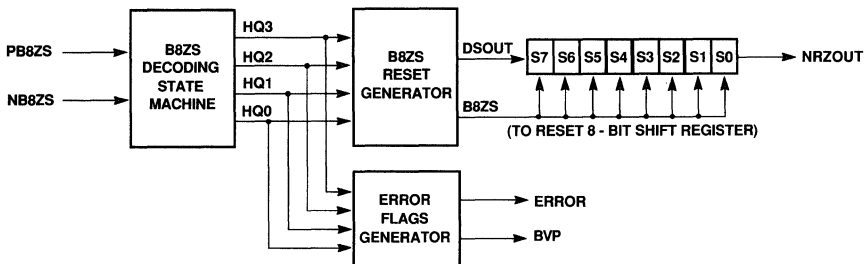 PB8ZS
NB8ZS
B8ZS
DECODING
STATE
MACHINE
HQ3
HQ2
HQ1
HQ0
B8ZS
RESET
GENERATOR
DSOUT
B8ZS
S7 S6 S5 S4 S3 S2 S1 S0
NRZOUT
(TO RESET 8 - BIT SHIFT REGISTER)
ERROR
FLAGS
GENERATOR
ERROR
BVP